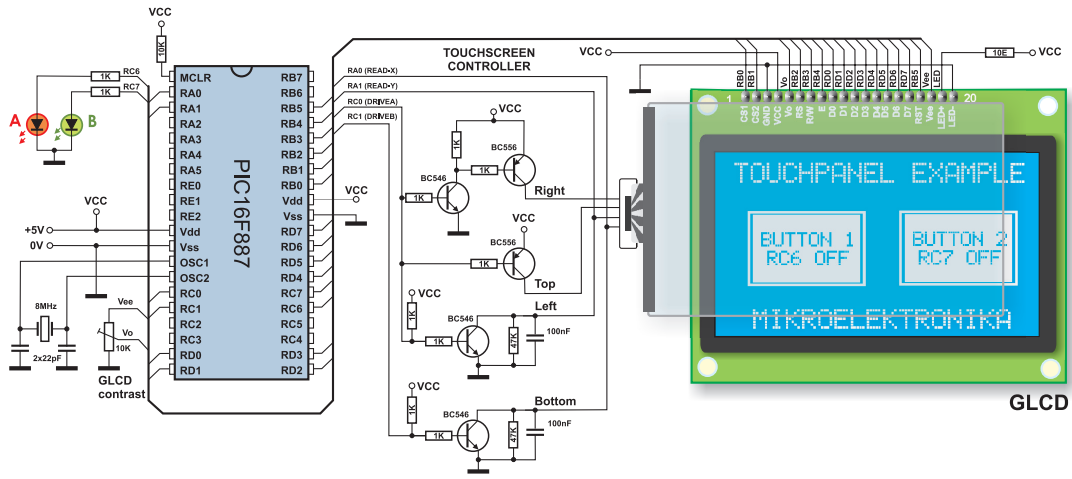 VCC
10K
RC6
1K
RC7
1K
A
B
VCC
+5V
0V
8MHz
2x22pF
Vee
Vo
10K
GLCD
contrast
PIC16F887
MCLR
RA0
RA1
RA2
RA3
RA4
RA5
RE0
RE1
RE2
Vdd
Vss
OSC1
OSC2
RC0
RC1
RC2
RC3
RD0
RD1
RB7
RB6
RB5
RB4
RB3
RB2
RB1
RB0
Vdd
Vss
RD7
RD6
RD5
RD4
RC7
RC6
RC5
RC4
RD3
RD2
VCC
TOUCHSCREEN
CONTROLLER
RA0 (READ-X)
RA1 (READ-Y)
RC0 (DRIVEA)
RC1 (DRIVEB)
VCC
1K
BC556
1K
BC546
1K
Right
VCC
BC556
1K
Top
VCC
Left
1K
BC546
1K
47K
100nF
VCC
Bottom
1K
BC546
1K
47K
100nF
VCC
RB0
RB1
Vo
RB2
RB3
RB4
RD0
RD1
RD2
RD3
RD4
RD5
RD6
RD7
RB5
Vee
LED
10E
VCC
1
20
CS1
CS2
GND
VCC
Vo
RS
R/W
E
D0
D1
D2
D3
D4
D5
D6
D7
RST
Vee
LED+
LED-
TOUCHPANEL EXAMPLE
BUTTON 1
RC6 OFF
BUTTON 2
RC7 OFF
MIKROELEKTRONIKA
GLCD